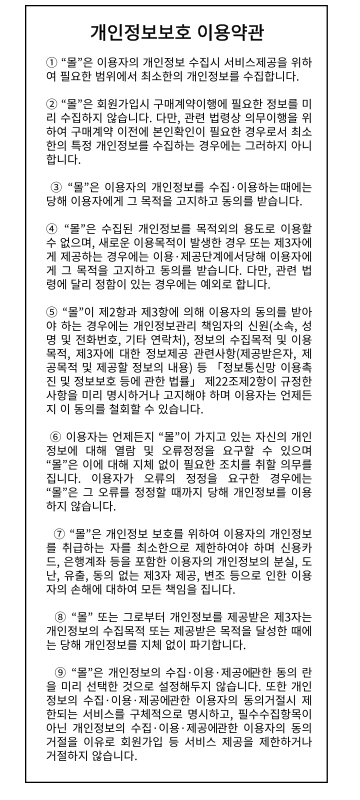 개인정보보호 이용약관
① “몰”은 이용자의 개인정보 수집시 서비스제공을 위하
여 필요한 범위에서 최소한의 개인정보를 수집합니다.
② “몰”은 회원가입시 구매계약이행에 필요한 정보를 미
리 수집하지 않습니다. 다만, 관련 법령상 의무이행을 위
하여 구매계약 이전에 본인확인이 필요한 경우로서 최소
한의 특정 개인정보를 수집하는 경우에는 그러하지 아니
합니다.
③ “몰”은 이용자의 개인정보를 수집·이용하는때에는
당해 이용자에게 그 목적을 고지하고 동의를 받습니다.
④ “몰”은 수집된 개인정보를 목적외의 용도로 이용할
수 없으며, 새로운 이용목적이 발생한 경우 또는 제3자에
게 제공하는 경우에는 이용·제공단계에서당해 이용자에
게 그 목적을 고지하고 동의를 받습니다. 다만, 관련 법
령에 달리 정함이 있는 경우에는 예외로 합니다.
⑤ “몰”이 제2항과 제3항에 의해 이용자의 동의를 받아
야 하는 경우에는 개인정보관리 책임자의 신원(소속, 성
명 및 전화번호, 기타 연락처), 정보의 수집목적 및 이용
목적, 제3자에 대한 정보제공 관련사항(제공받은자, 제
공목적 및 제공할 정보의 내용) 등 「정보통신망 이용촉
진 및 정보보호 등에 관한 법률」 제22조제2항이 규정한
사항을 미리 명시하거나 고지해야 하며 이용자는 언제든
지 이 동의를 철회할 수 있습니다.
⑥ 이용자는 언제든지 “몰”이 가지고 있는 자신의 개인
정보에 대해 열람 및 오류정정을 요구할 수 있으며
“몰”은 이에 대해 지체 없이 필요한 조치를 취할 의무를
집니다. 이용자가 오류의 정정을 요구한 경우에는
“몰”은 그 오류를 정정할 때까지 당해 개인정보를 이용
하지 않습니다.
⑦ “몰”은 개인정보 보호를 위하여 이용자의 개인정보
를 취급하는 자를 최소한으로 제한하여야 하며 신용카
드, 은행계좌 등을 포함한 이용자의 개인정보의 분실, 도
난, 유출, 동의 없는 제3자 제공, 변조 등으로 인한 이용
자의 손해에 대하여 모든 책임을 집니다.
⑧ “몰” 또는 그로부터 개인정보를 제공받은 제3자는
개인정보의 수집목적 또는 제공받은 목적을 달성한 때에
는 당해 개인정보를 지체 없이 파기합니다.
⑨ “몰”은 개인정보의 수집·이용·제공에관한 동의 란
을 미리 선택한 것으로 설정해두지 않습니다. 또한 개인
정보의 수집·이용·제공에관한 이용자의 동의거절시 제
한되는 서비스를 구체적으로 명시하고, 필수수집항목이
아닌 개인정보의 수집·이용·제공에관한 이용자의 동의
거절을 이유로 회원가입 등 서비스 제공을 제한하거나
거절하지 않습니다.